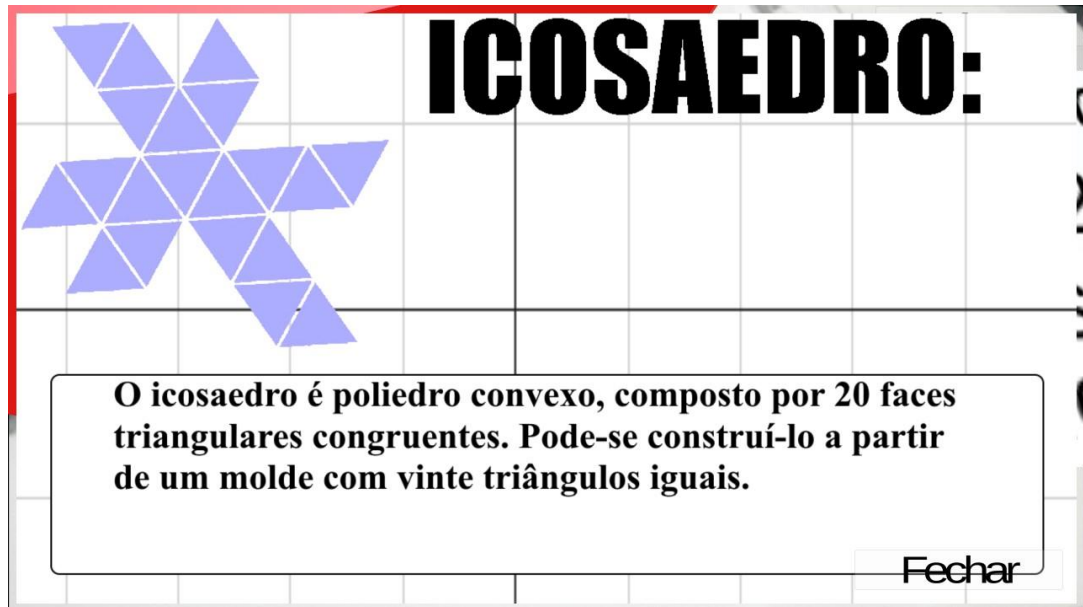 ICOSAEDRO:
O icosaedro é poliedro convexo, composto por 20 faces
triangulares congruentes. Pode-se construí-lo a partir
de um molde com vinte triângulos iguais.
Fechar